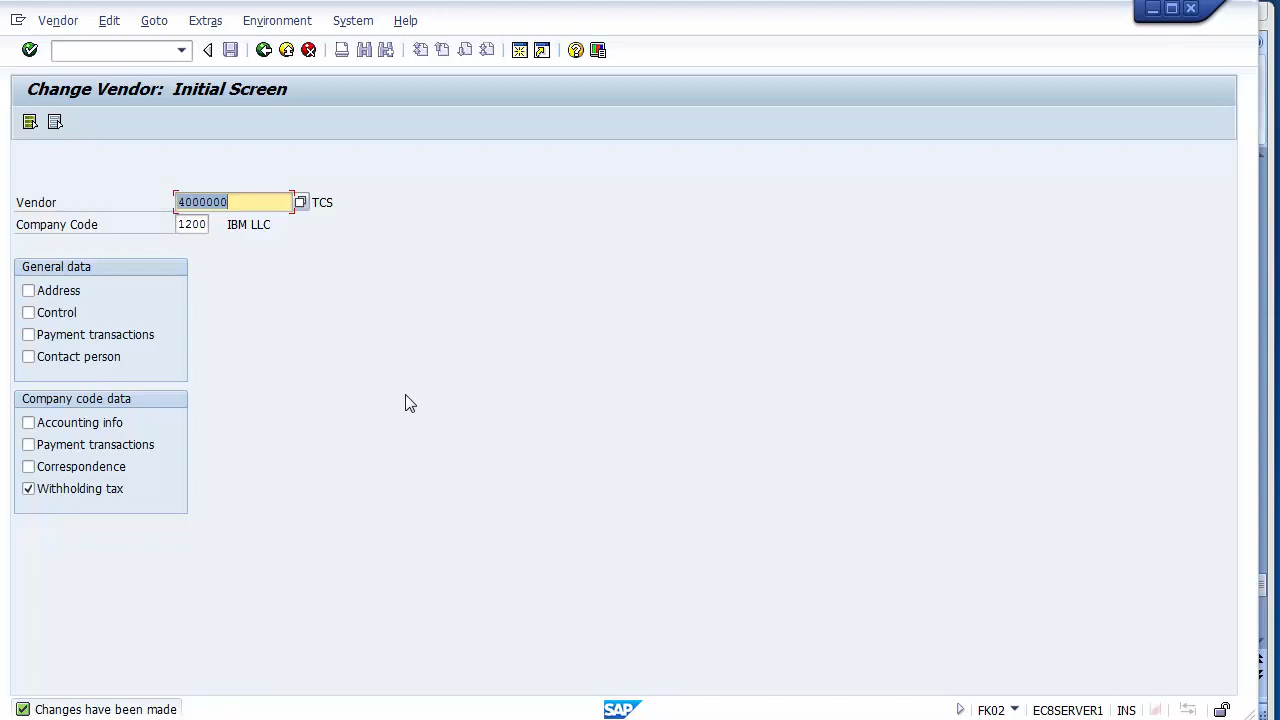 Vendor Edit Goto Extras Environment System Help
Change Vendor: Initial Screen
Vendor 4000000 TCS
Company Code 1200 IBM LLC
General data
Address
Control
Payment transactions
Contact person
Company code data
Accounting info
Payment transactions
Correspondence
Withholding tax
Changes have been made SAP FK02 ECSERVER1 INS